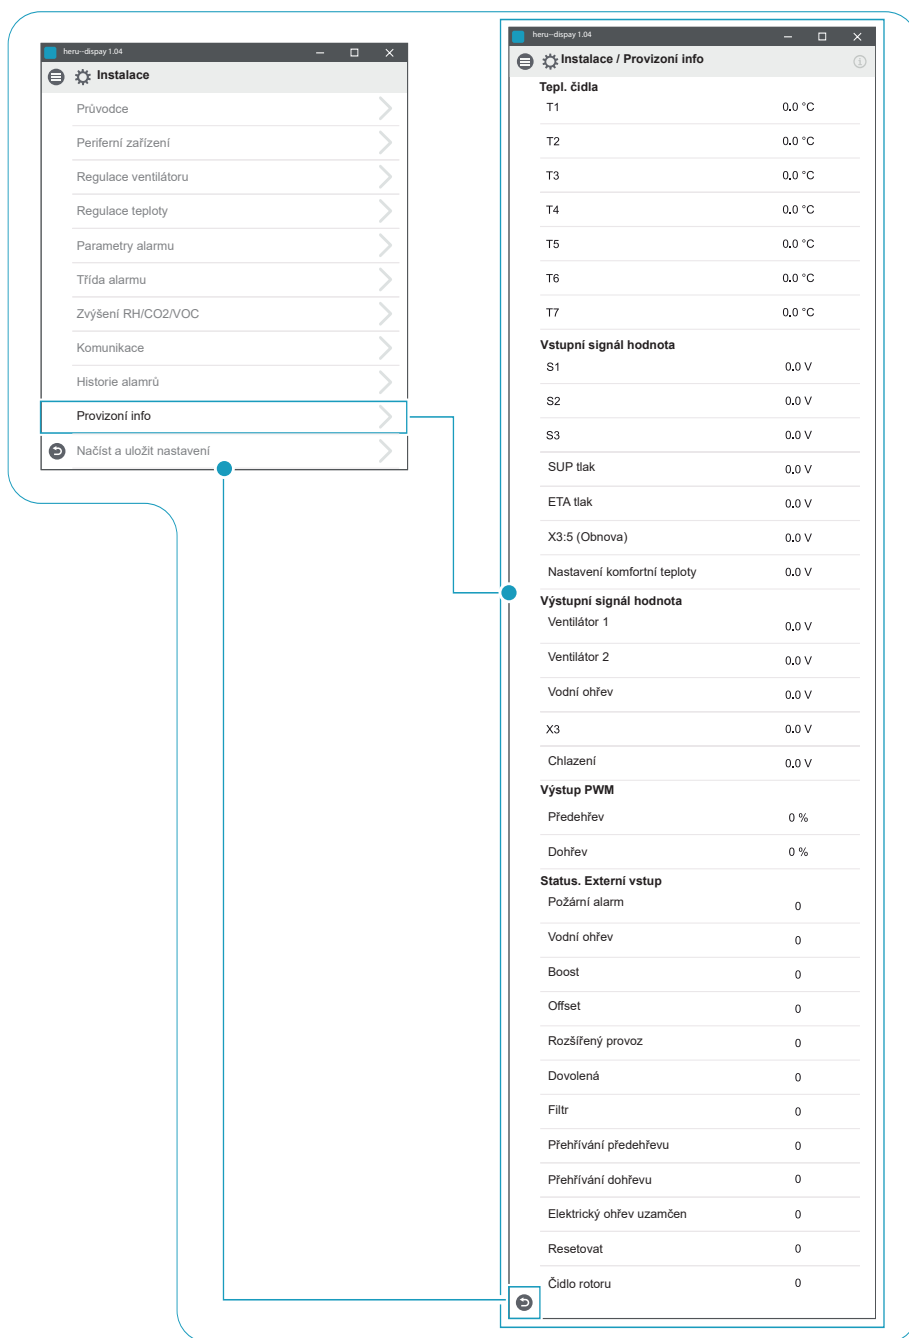 heru--dispay 1.04
Instalace
Průvodce
Periferní zařízení
Regulace ventilátoru
Regulace teploty
Parametry alarmu
Třída alarmu
Zvýšení RH/CO2/VOC
Komunikace
Historie alamrů
Provizoní info
Načíst a uložit nastavení
heru--dispay 1.04
Instalace / Provizoní info
Tepl. čidla
T1 0.0 °C
T2 0.0 °C
T3 0.0 °C
T4 0.0 °C
T5 0.0 °C
T6 0.0 °C
T7 0.0 °C
Vstupní signál hodnota
S1 0.0 V
S2 0.0 V
S3 0.0 V
SUP tlak 0.0 V
ETA tlak 0.0 V
X3:5 (Obnova) 0.0 V
Nastavení komfortní teploty 0.0 V
Výstupní signál hodnota
Ventilátor 1 0.0 V
Ventilátor 2 0.0 V
Vodní ohřev 0.0 V
X3 0.0 V
Chlazení 0.0 V
Výstup PWM
Předehřev 0 %
Dohřev 0 %
Status. Externí vstup
Požární alarm 0
Vodní ohřev 0
Boost 0
Offset 0
Rozšířený provoz 0
Dovolená 0
Filtr 0
Přehřívání předehřevu 0
Přehřívání dohřevu 0
Elektrický ohřev uzamčen 0
Resetovat 0
Čidlo rotoru 0